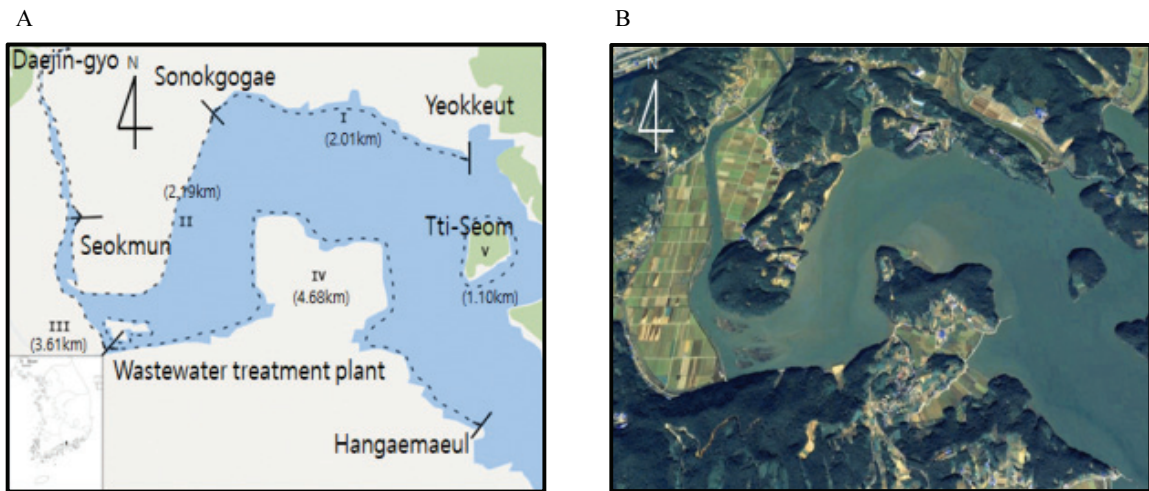 A
B
Daejin-gyo
N
Sonokgogae
Yeokkeut
I
(2.01km)
(2.19km)
II
Seokmun
Tti-Seom
V
(1.10km)
IV
(4.68km)
III
(3.61km)
Wastewater treatment plant
Hangaemaeul
N